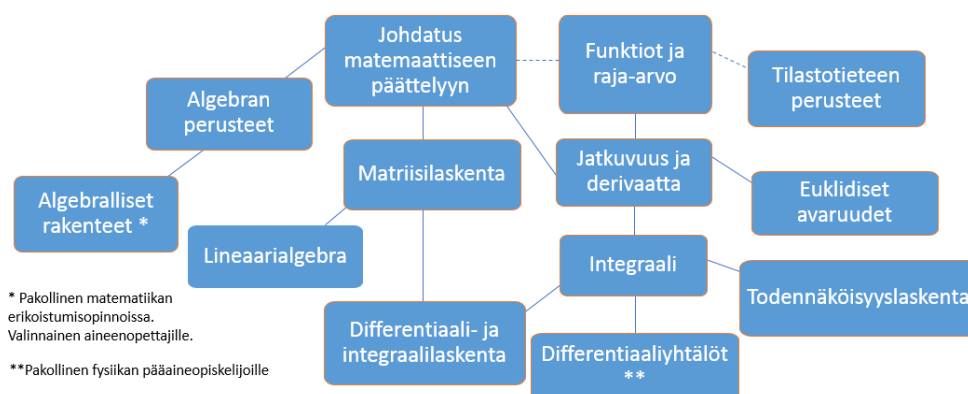 Johdatus
matemaattiseen
päättelyyn
Funktiot ja
raja-arvo
Tilastotieteen
perusteet
Algebran
perusteet
Matriisilaskenta
Jatkuvuus ja
derivaatta
Algebralliset
rakenteet *
Euklidiset
avaruudet
Lineaarialgebra
Integraali
Todennäköisyyslaskenta
Differentiaali- ja
integraalilaskenta
Differentiaaliyhtälöt
**
* Pakollinen matematiikan
erikoistumisopinnoissa.
Valinnainen aineenopettajille.
**Pakollinen fysiikan pääaineopiskelijoille